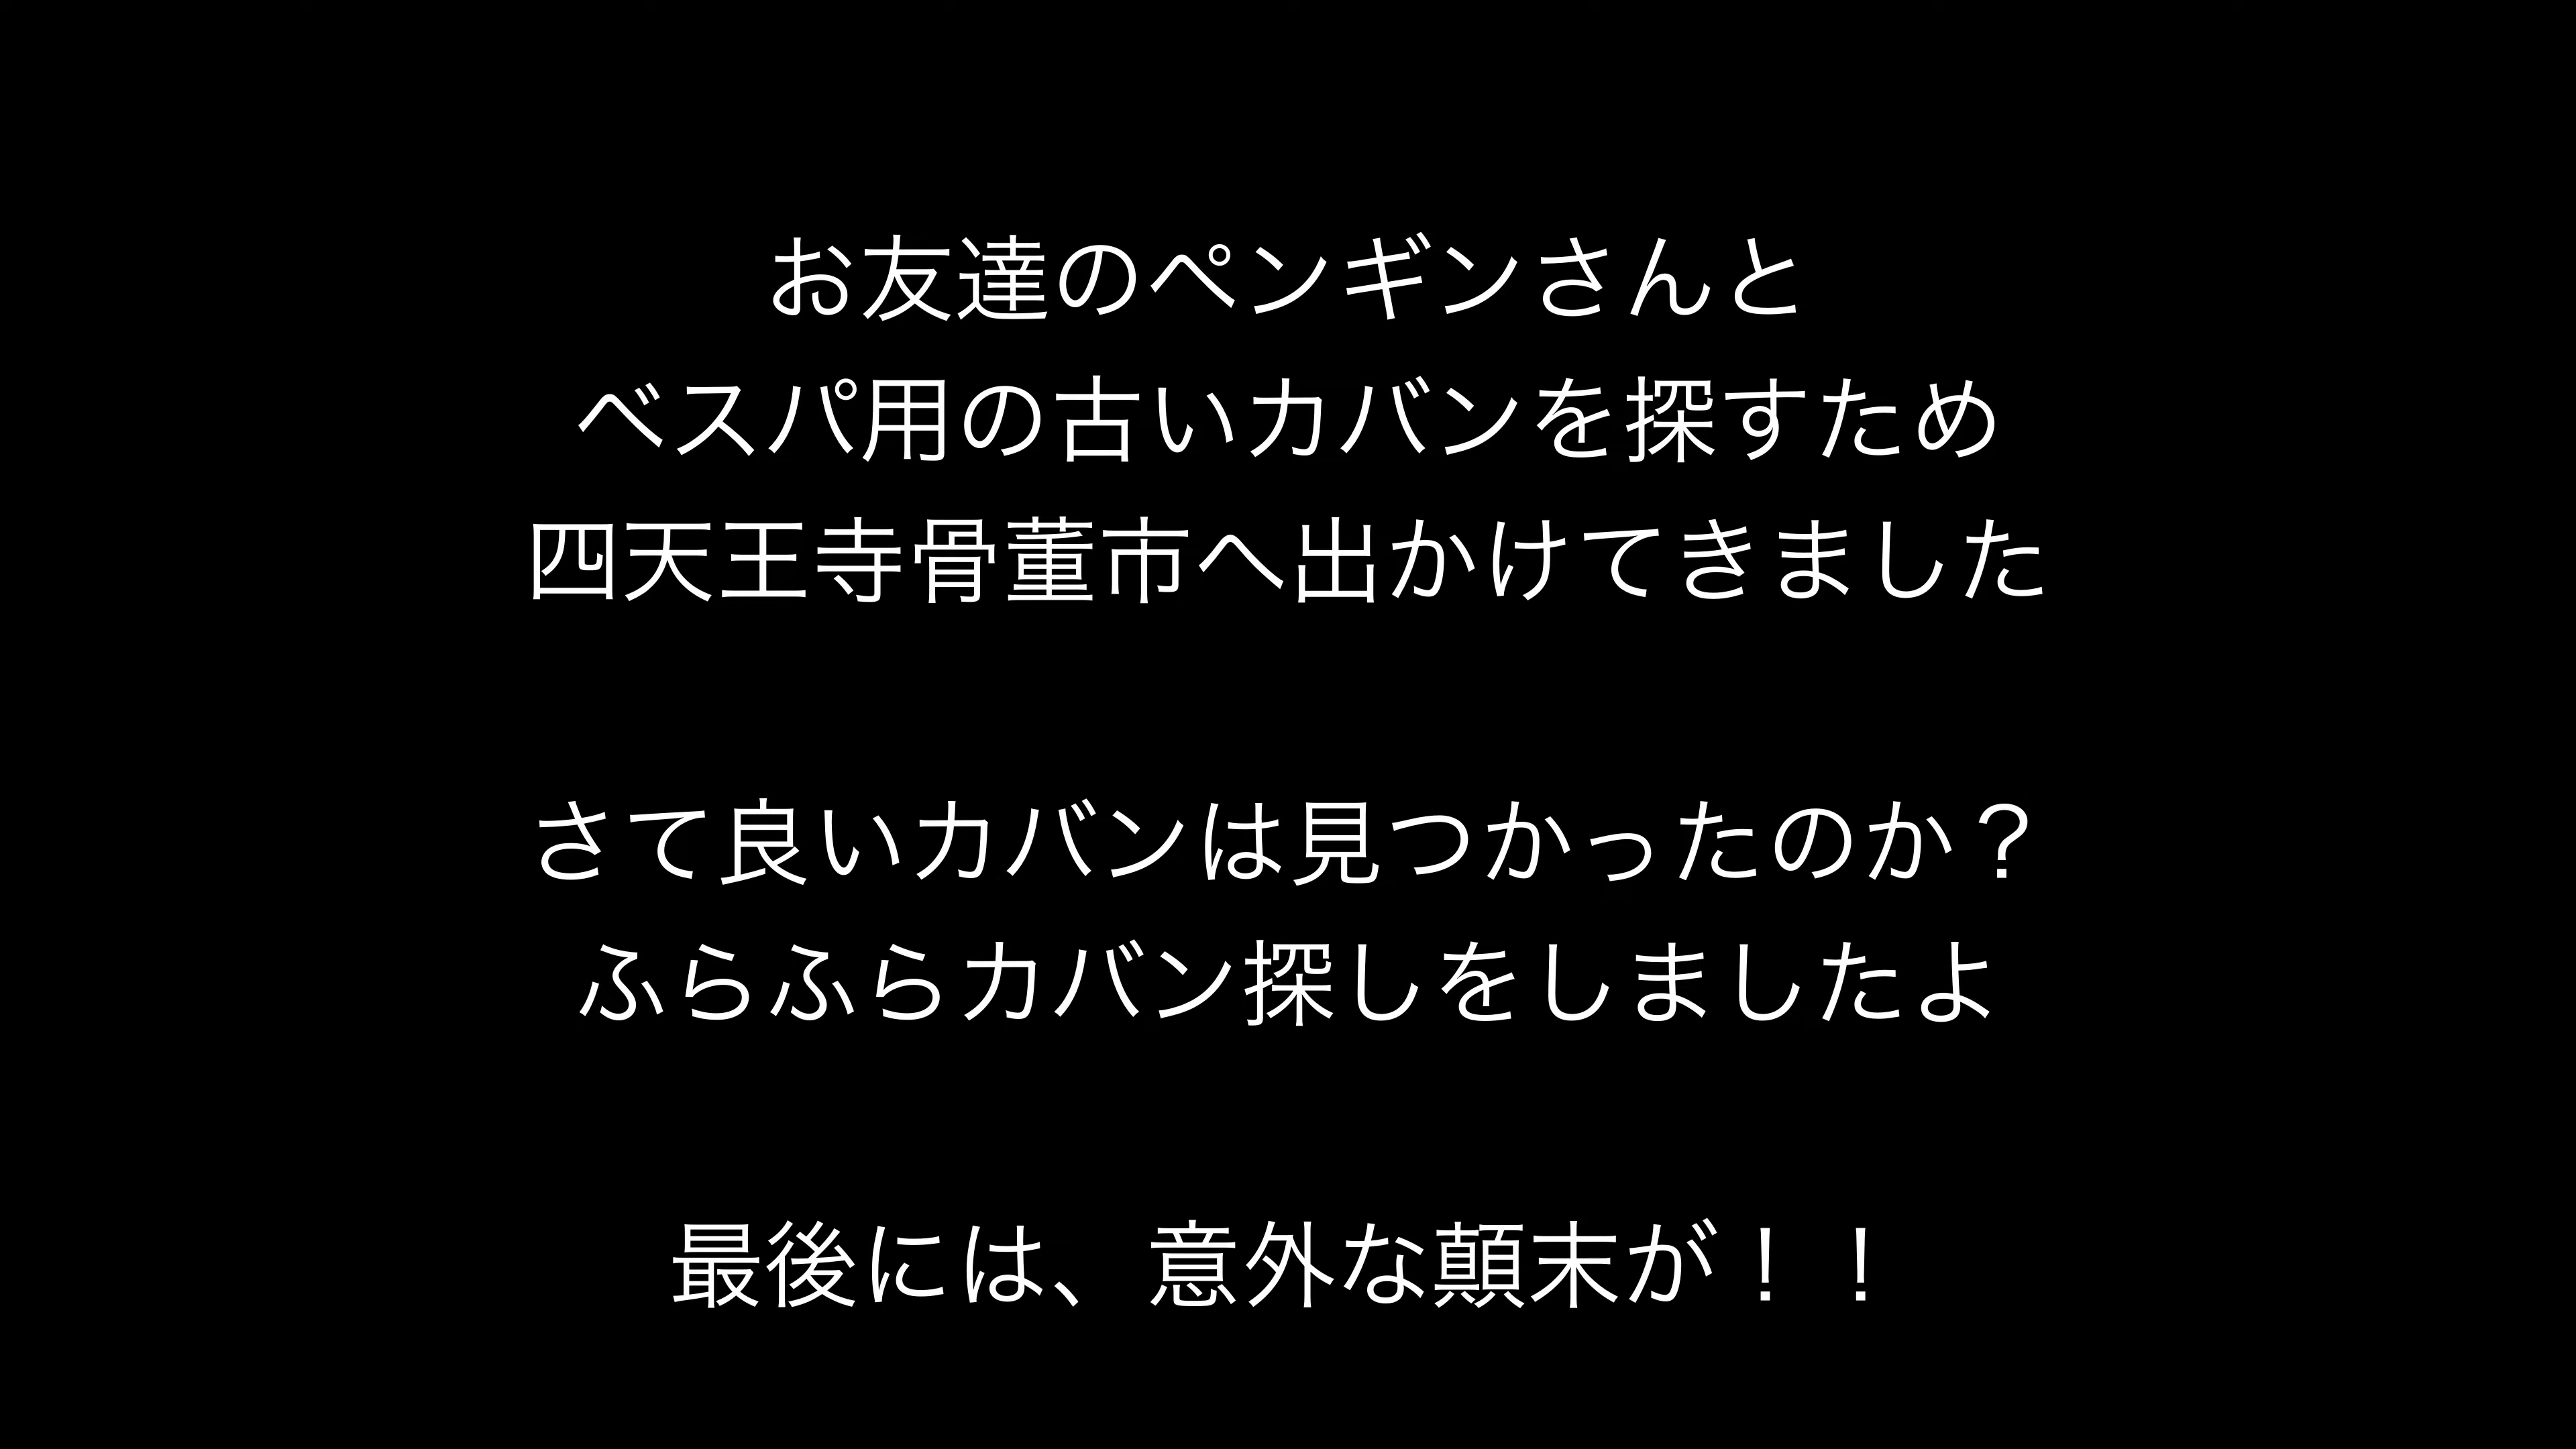 お友達のペンギンさんと
ベスパ用の古いカバンを探すため
四天王寺骨董市へ出かけてきました
さて良いカバンは見つかったのか？
ふらふらカバン探しをしましたよ
最後には、意外な顛末が！！